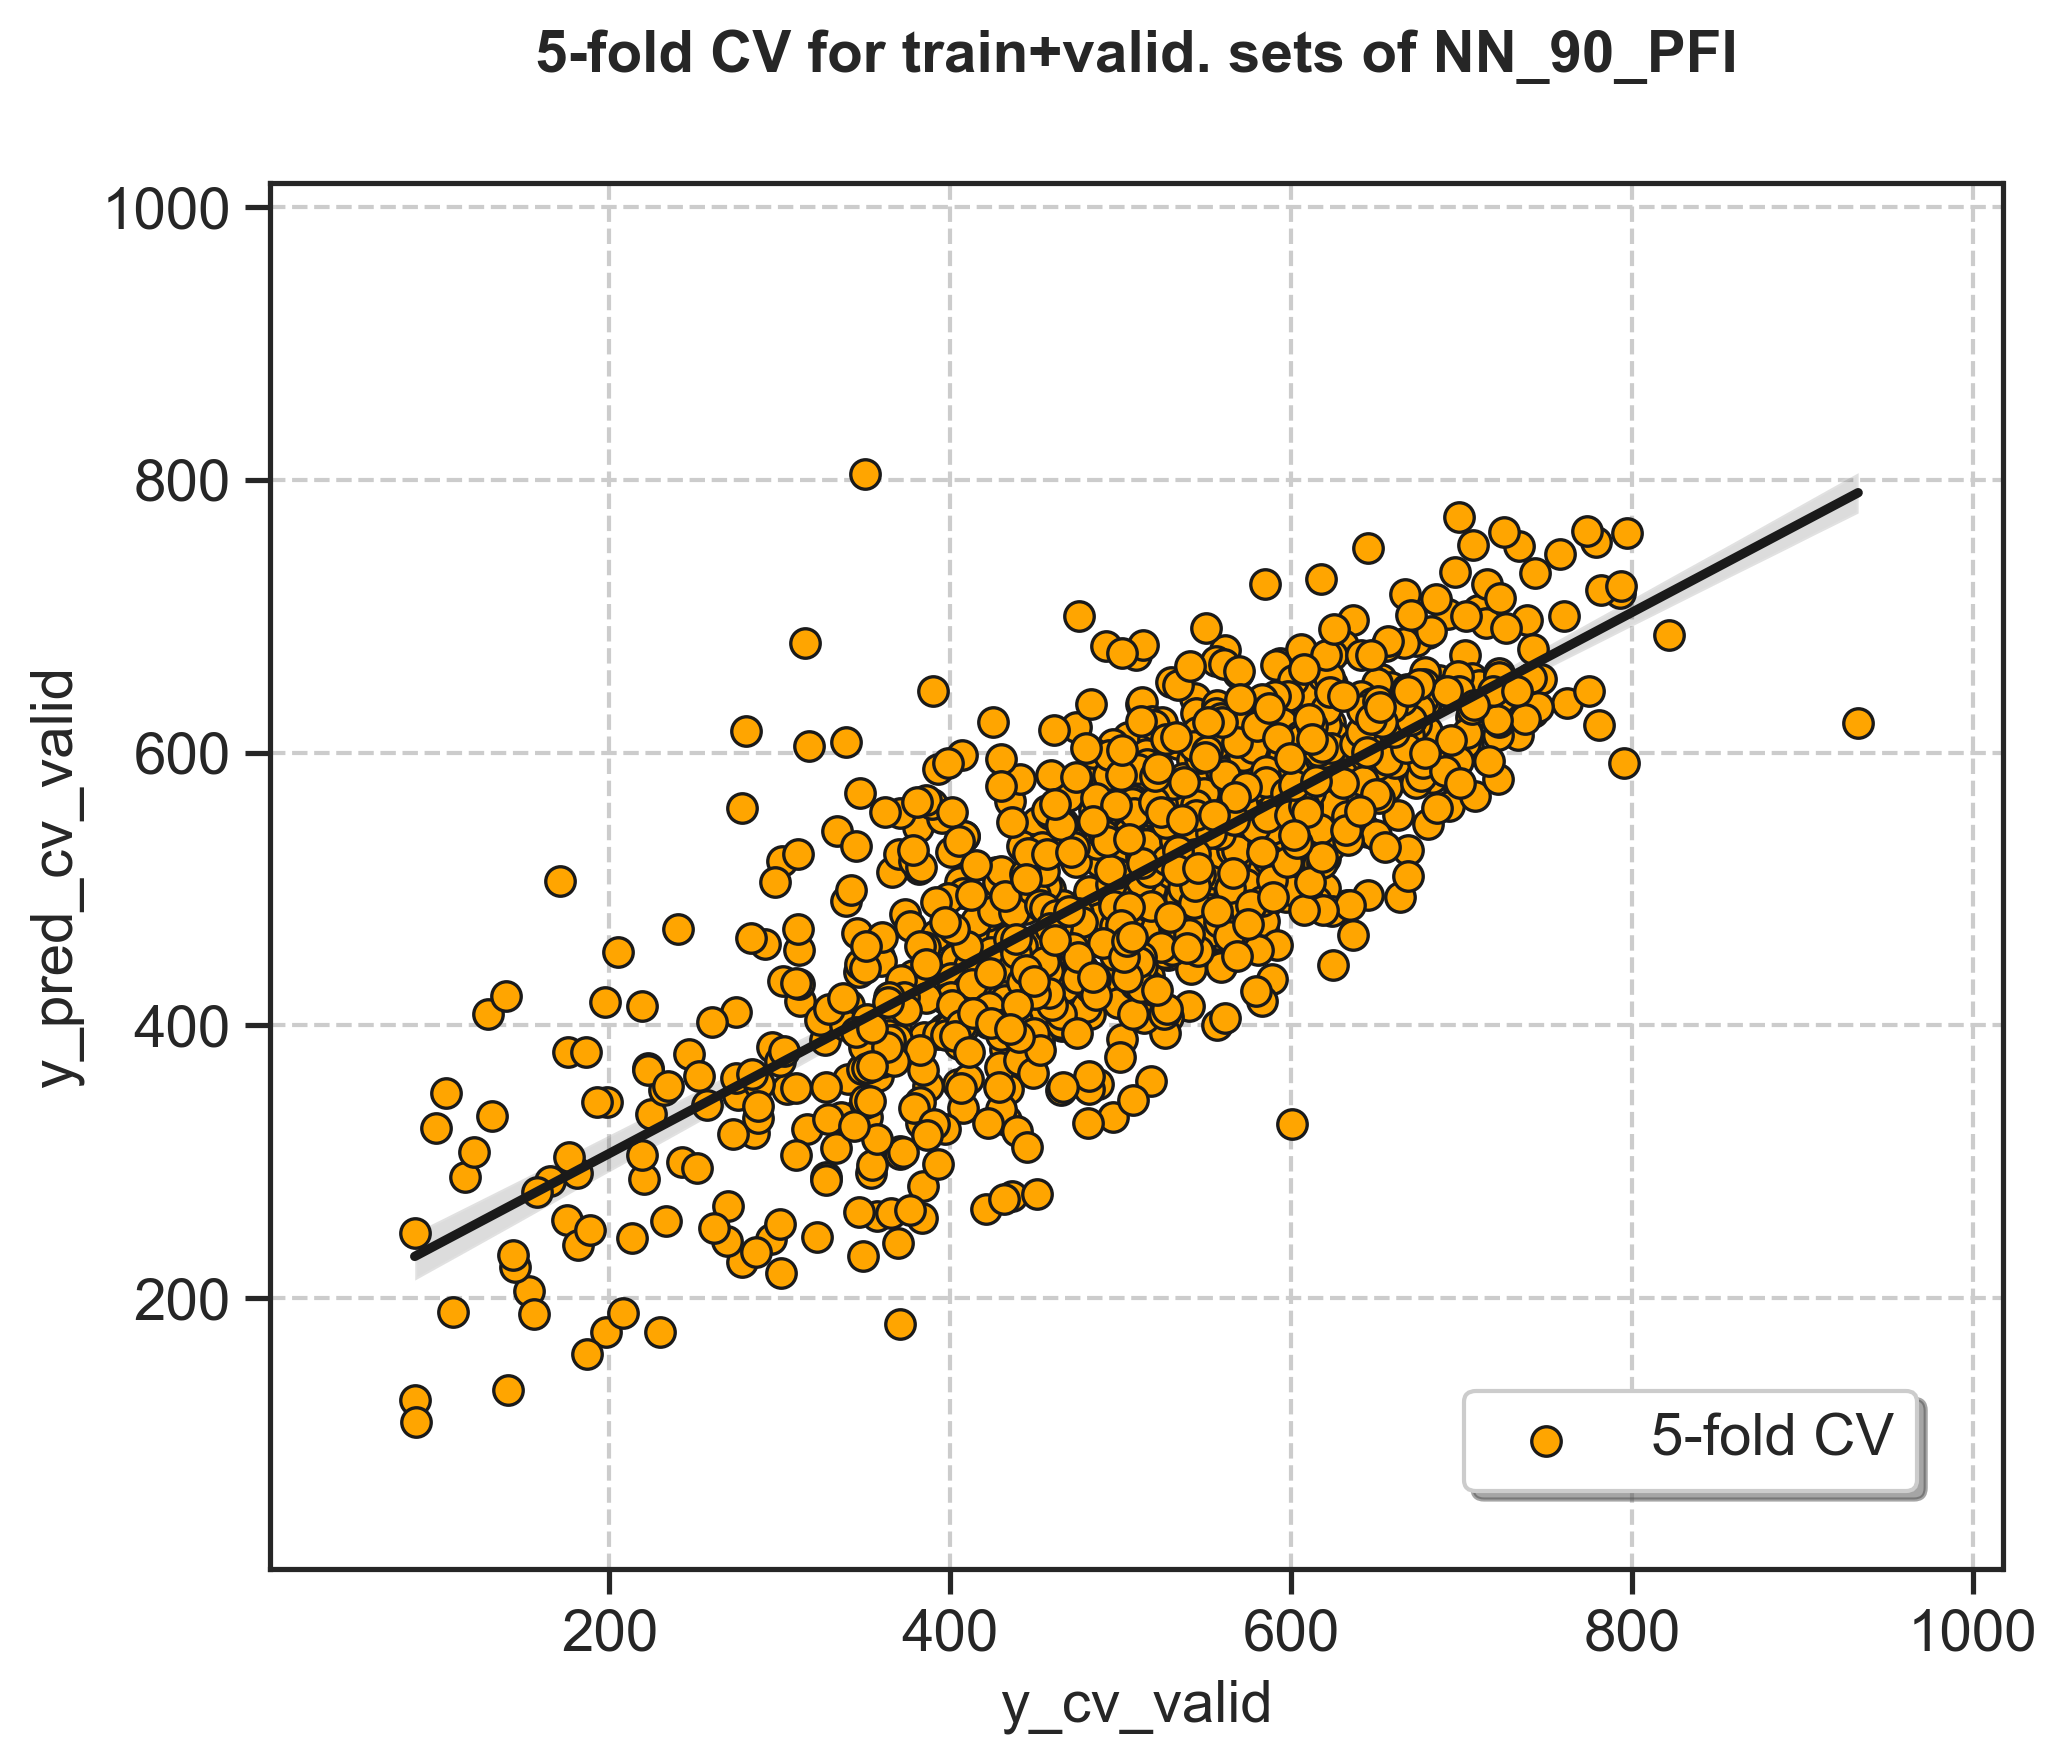 5-fold CV for train+valid. sets of NN_90_PFI
1000
800
600
400
200
y_pred_cv_valid
5-fold CV
200 400 600 800 1000
y_cv_valid